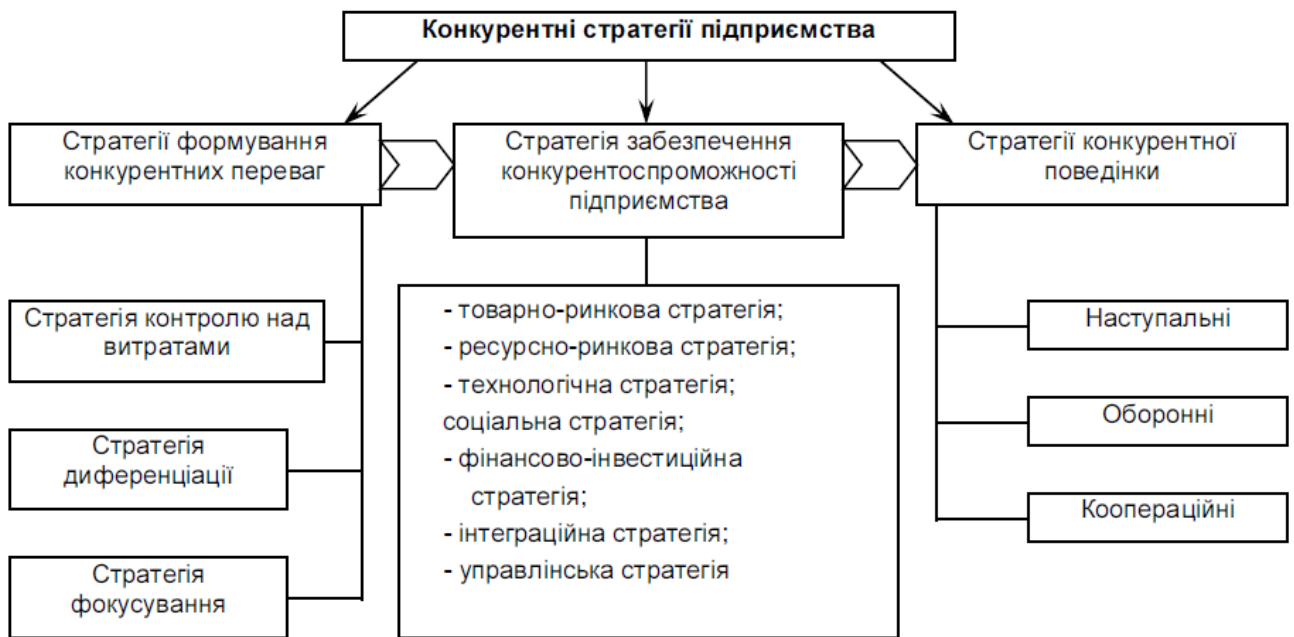 Конкурентні стратегії підприємства
Стратегії формування
конкурентних переваг
Стратегія забезпечення
конкурентоспроможності
підприємства
Стратегії конкурентної
поведінки
Стратегія контролю над
витратами
Стратегія
диференціації
Стратегія
фокусування
- товарно-ринкова стратегія;
- ресурсно-ринкова стратегія;
- технологічна стратегія;
соціальна стратегія;
- фінансово-інвестиційна
стратегія;
- інтеграційна стратегія;
- управлінська стратегія
Наступальні
Оборонні
Коопераційні